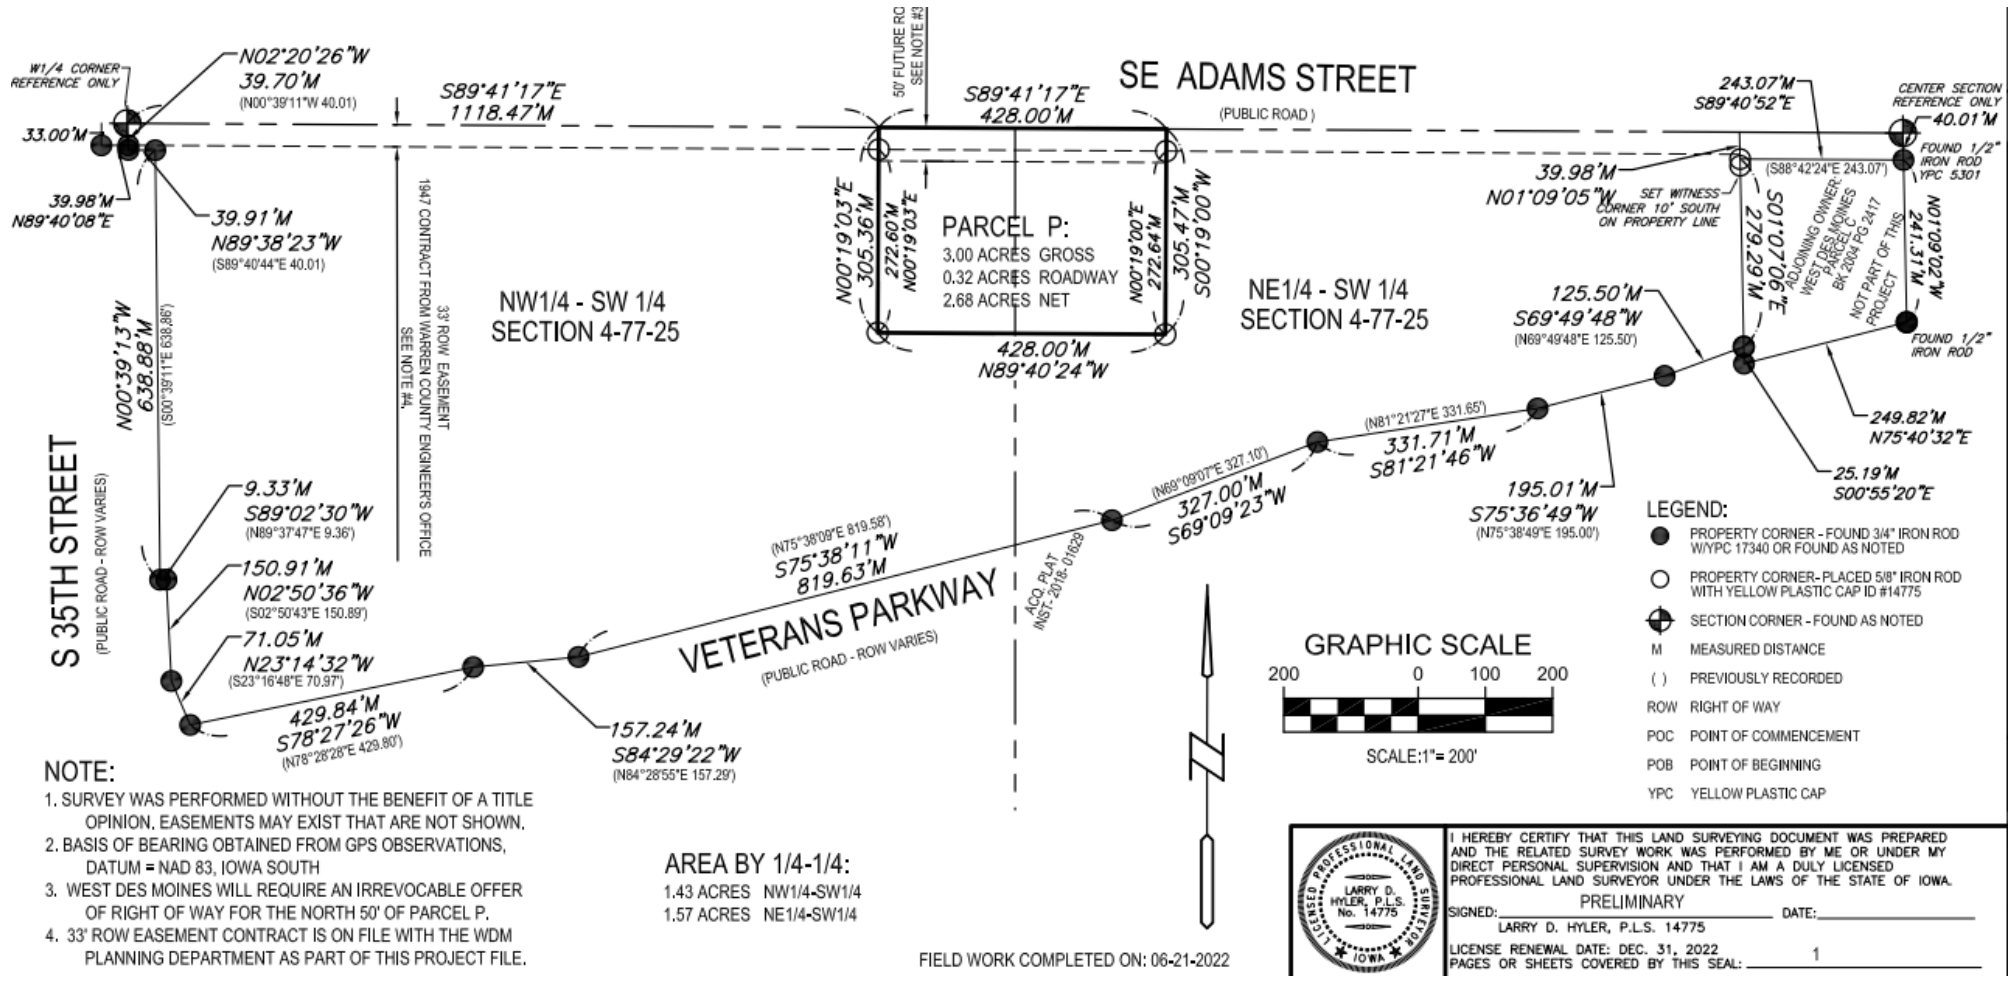 W1/4 CORNER
REFERENCE ONLY
N02°20'26"W
39.70'M
(N00°39'11"W 40.01)
33.00'M
39.98'M
N89°40'08"E
39.91'M
N89°38'23"W
(S89°40'44"E 40.01)
S89°41'17"E
1118.47'M
50' FUTURE RO
SEE NOTE #3
S89°41'17"E
428.00'M
SE ADAMS STREET
(PUBLIC ROAD )
243.07'M
S89°40'52"E
CENTER SECTION
REFERENCE ONLY
40.01'M
FOUND 1/2"
IRON ROD
YPC 5301
(S88°42'24"E 243.07')
39.98'M
N01°09'05"W
SET WITNESS
CORNER 10' SOUTH
ON PROPERTY LINE
S01°07'06"E
279.29'M
ADJOINING OWNER:
WEST DES MOINES
PARCEL C
BK 2004 PG 2417
NOT PART OF THIS
PROJECT
N01°09'02"W
241.31'M
FOUND 1/2"
IRON ROD
1947 CONTRACT FROM WARREN COUNTY ENGINEER'S OFFICE
33' ROW EASEMENT
SEE NOTE #4.
N00°19'03"E
305.36'M
272.60'M
N00°19'03"E
PARCEL P:
3.00 ACRES GROSS
0.32 ACRES ROADWAY
2.68 ACRES NET
N00°19'00"E
272.64'M
305.47'M
S00°19'00"W
428.00'M
N89°40'24"W
NW1/4 - SW 1/4
SECTION 4-77-25
NE1/4 - SW 1/4
SECTION 4-77-25
125.50'M
S69°49'48"W
(N69°49'48"E 125.50')
N00°39'13"W
638.88'M
(S00°39'11"E 638.86')
S 35TH STREET
(PUBLIC ROAD - ROW VARIES)
9.33'M
S89°02'30"W
(N89°37'47"E 9.36')
150.91'M
N02°50'36"W
(S02°50'43"E 150.89')
71.05'M
N23°14'32"W
(S23°16'48"E 70.97')
429.84'M
S78°27'26"W
(N78°28'28"E 429.80')
157.24'M
S84°29'22"W
(N84°28'55"E 157.29')
(N75°38'09"E 819.58')
S75°38'11"W
819.63'M
VETERANS PARKWAY
(PUBLIC ROAD - ROW VARIES)
ACQ. PLAT
INST- 2018- 01629
(N69°09'07"E 327.10')
327.00'M
S69°09'23"W
(N81°21'27"E 331.65')
331.71'M
S81°21'46"W
195.01'M
S75°36'49"W
(N75°38'49"E 195.00')
249.82'M
N75°40'32"E
25.19'M
S00°55'20"E
LEGEND:
PROPERTY CORNER - FOUND 3/4" IRON ROD
W/YPC 17340 OR FOUND AS NOTED
PROPERTY CORNER- PLACED 5/8" IRON ROD
WITH YELLOW PLASTIC CAP ID #14775
SECTION CORNER - FOUND AS NOTED
M MEASURED DISTANCE
( ) PREVIOUSLY RECORDED
ROW RIGHT OF WAY
POC POINT OF COMMENCEMENT
POB POINT OF BEGINNING
YPC YELLOW PLASTIC CAP
GRAPHIC SCALE
200 0 100 200
SCALE:1"= 200'
NOTE:
1. SURVEY WAS PERFORMED WITHOUT THE BENEFIT OF A TITLE
OPINION, EASEMENTS MAY EXIST THAT ARE NOT SHOWN.
2. BASIS OF BEARING OBTAINED FROM GPS OBSERVATIONS,
DATUM = NAD 83, IOWA SOUTH
3. WEST DES MOINES WILL REQUIRE AN IRREVOCABLE OFFER
OF RIGHT OF WAY FOR THE NORTH 50' OF PARCEL P.
4. 33' ROW EASEMENT CONTRACT IS ON FILE WITH THE WDM
PLANNING DEPARTMENT AS PART OF THIS PROJECT FILE.
AREA BY 1/4-1/4:
1.43 ACRES NW1/4-SW1/4
1.57 ACRES NE1/4-SW1/4
FIELD WORK COMPLETED ON: 06-21-2022
LICENSED PROFESSIONAL LAND SURVEYOR
LARRY D.
HYLER, P.L.S.
No. 14775
IOWA
I HEREBY CERTIFY THAT THIS LAND SURVEYING DOCUMENT WAS PREPARED
AND THE RELATED SURVEY WORK WAS PERFORMED BY ME OR UNDER MY
DIRECT PERSONAL SUPERVISION AND THAT I AM A DULY LICENSED
PROFESSIONAL LAND SURVEYOR UNDER THE LAWS OF THE STATE OF IOWA.
PRELIMINARY
SIGNED: DATE:
LARRY D. HYLER, P.L.S. 14775
LICENSE RENEWAL DATE: DEC. 31, 2022
PAGES OR SHEETS COVERED BY THIS SEAL: 1